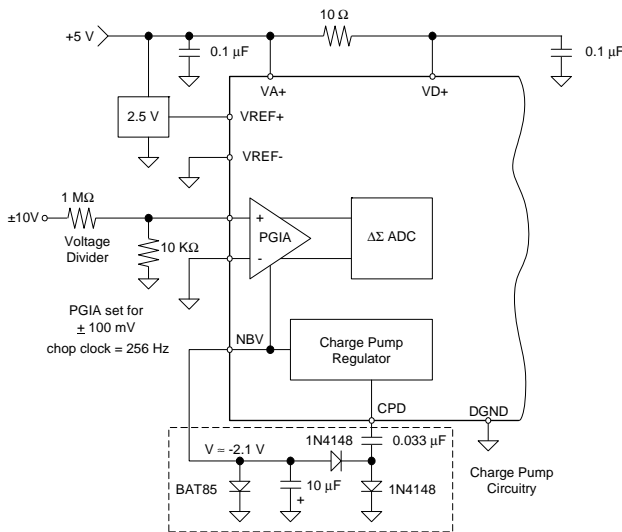 10 Ω
+5 V
0.1 µF
0.1 µF
VA+
VD+
2.5 V
VREF+
VREF-
1 MΩ
±10V
+
PGIA
-
ΔΣ ADC
Voltage
Divider
10 KΩ
PGIA set for
± 100 mV
chop clock = 256 Hz
NBV
Charge Pump
Regulator
CPD
DGND
V ≈ -2.1 V
1N4148
0.033 µF
BAT85
10 µF
+
1N4148
Charge Pump
Circuitry